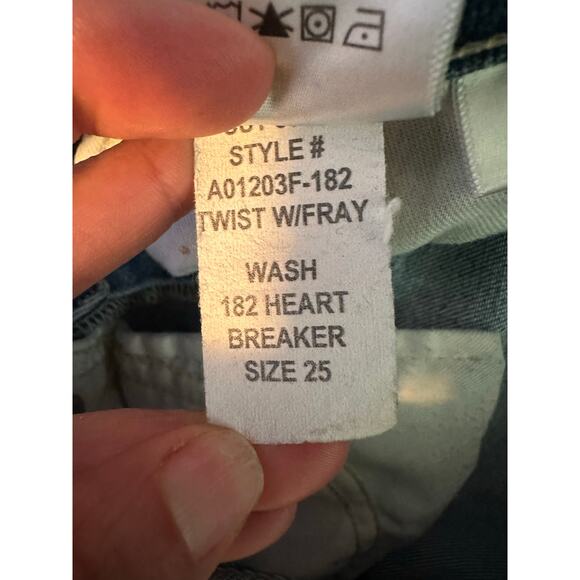 STYLE #
A01203F-182
TWIST W/FRAY
WASH
182 HEART
BREAKER
SIZE 25